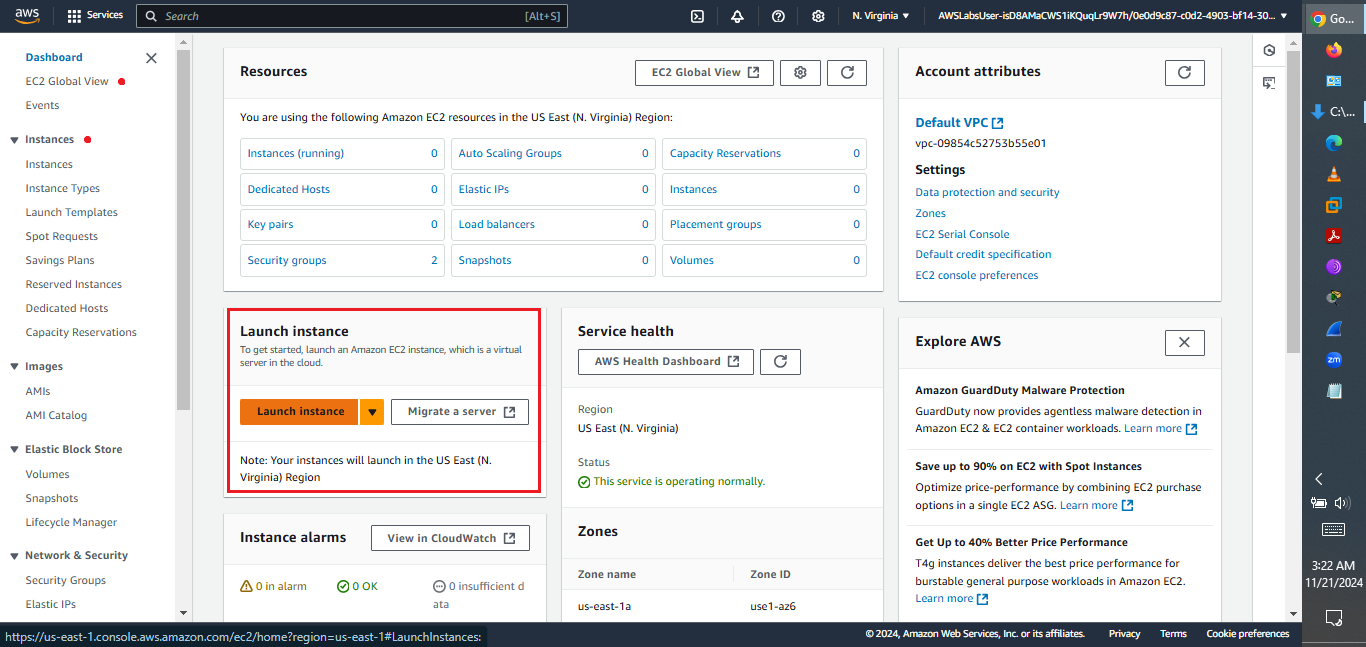 aws
Services
Search
[Alt+S]
N. Virginia
AWSLabsUser-isD8AMaCWS1iKQuqLr9W7h/0e0d9c87-c0d2-4903-bf14-30...
Go...
Dashboard
EC2 Global View
Events
Instances
Instances
Instance Types
Launch Templates
Spot Requests
Savings Plans
Reserved Instances
Dedicated Hosts
Capacity Reservations
Images
AMIs
AMI Catalog
Elastic Block Store
Volumes
Snapshots
Lifecycle Manager
Network & Security
Security Groups
Elastic IPs
Resources
EC2 Global View
You are using the following Amazon EC2 resources in the US East (N. Virginia) Region:
Instances (running) 0
Auto Scaling Groups 0
Capacity Reservations 0
Dedicated Hosts 0
Elastic IPs 0
Instances 0
Key pairs 0
Load balancers 0
Placement groups 0
Security groups 2
Snapshots 0
Volumes 0
Launch instance
To get started, launch an Amazon EC2 instance, which is a virtual
server in the cloud.
Launch instance
Migrate a server
Note: Your instances will launch in the US East (N.
Virginia) Region
Instance alarms
View in CloudWatch
0 in alarm
0 OK
0 insufficient d
ata
Service health
AWS Health Dashboard
Region
US East (N. Virginia)
Status
This service is operating normally.
Zones
Zone name
Zone ID
us-east-1a
use1-az6
Account attributes
Default VPC
vpc-09854c52753b55e01
Settings
Data protection and security
Zones
EC2 Serial Console
Default credit specification
EC2 console preferences
Explore AWS
Amazon GuardDuty Malware Protection
GuardDuty now provides agentless malware detection in
Amazon EC2 & EC2 container workloads. Learn more
Save up to 90% on EC2 with Spot Instances
Optimize price-performance by combining EC2 purchase
options in a single EC2 ASG. Learn more
Get Up to 40% Better Price Performance
T4g instances deliver the best price performance for
burstable general purpose workloads in Amazon EC2.
Learn more
C:\...
zm
3:22 AM
11/21/2024
https://us-east-1.console.aws.amazon.com/ec2/home?region=us-east-1#LaunchInstances:
© 2024, Amazon Web Services, Inc. or its affiliates.
Privacy
Terms
Cookie preferences